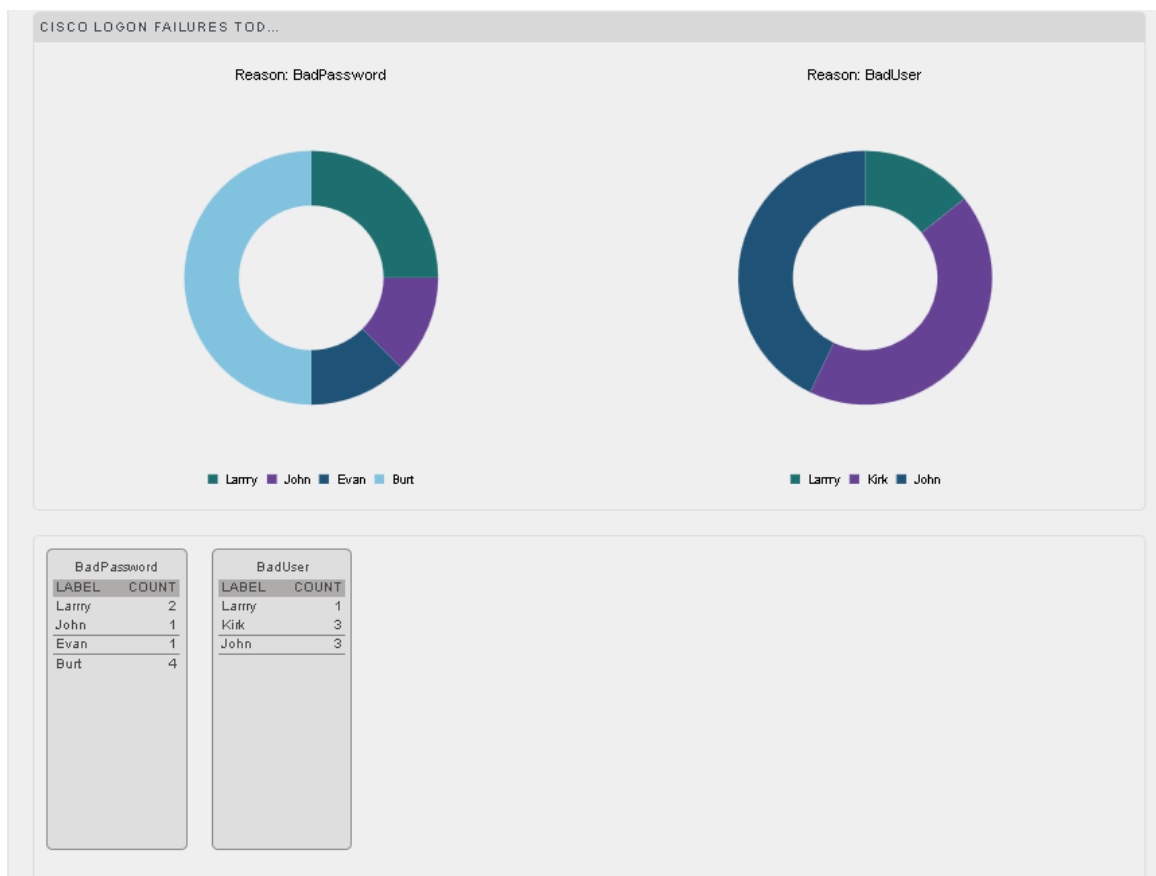 CISCO LOGON FAILURES TOD...
Reason: BadPassword
Reason: BadUser
Larrry John Evan Burt
Larrry Kirk John
BadPassword
LABEL COUNT
Larrry 2
John 1
Evan 1
Burt 4
BadUser
LABEL COUNT
Larrry 1
Kirk 3
John 3